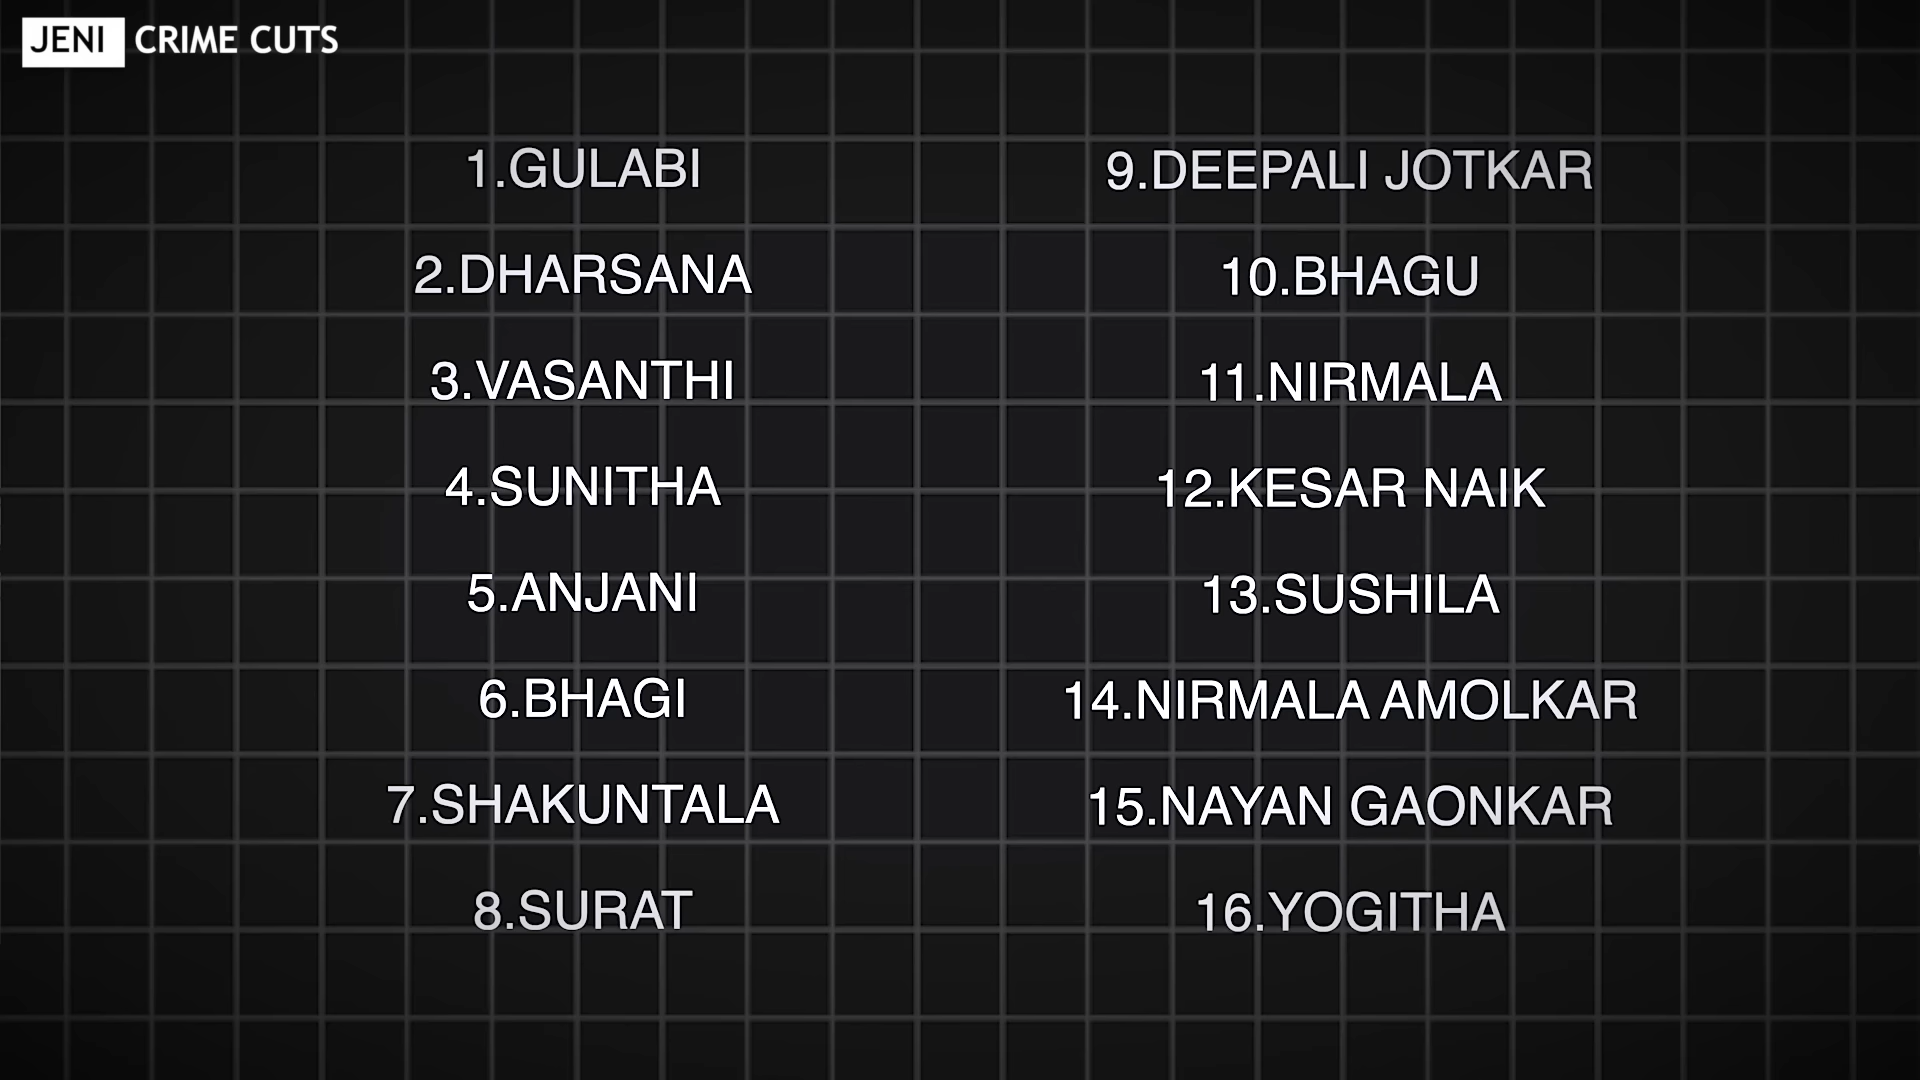 JENI CRIME CUTS
1.GULABI
2.DHARSANA
3.VASANTHI
4.SUNITHA
5.ANJANI
6.BHAGI
7.SHAKUNTALA
8.SURAT
9.DEEPALI JOTKAR
10.BHAGU
11.NIRMALA
12.KESAR NAIK
13.SUSHILA
14.NIRMALA AMOLKAR
15.NAYAN GAONKAR
16.YOGITHA